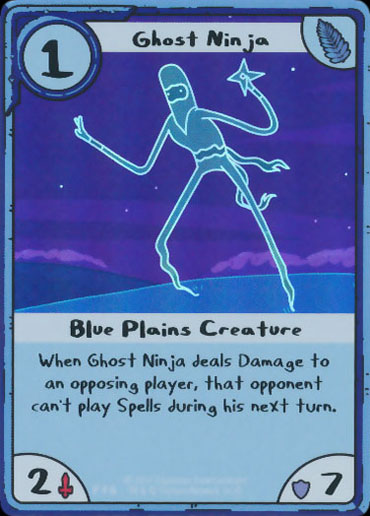 1
Ghost Ninja
Blue Plains Creature
When Ghost Ninja deals Damage to
an opposing player, that opponent
can't play Spells during his next turn.
2
7